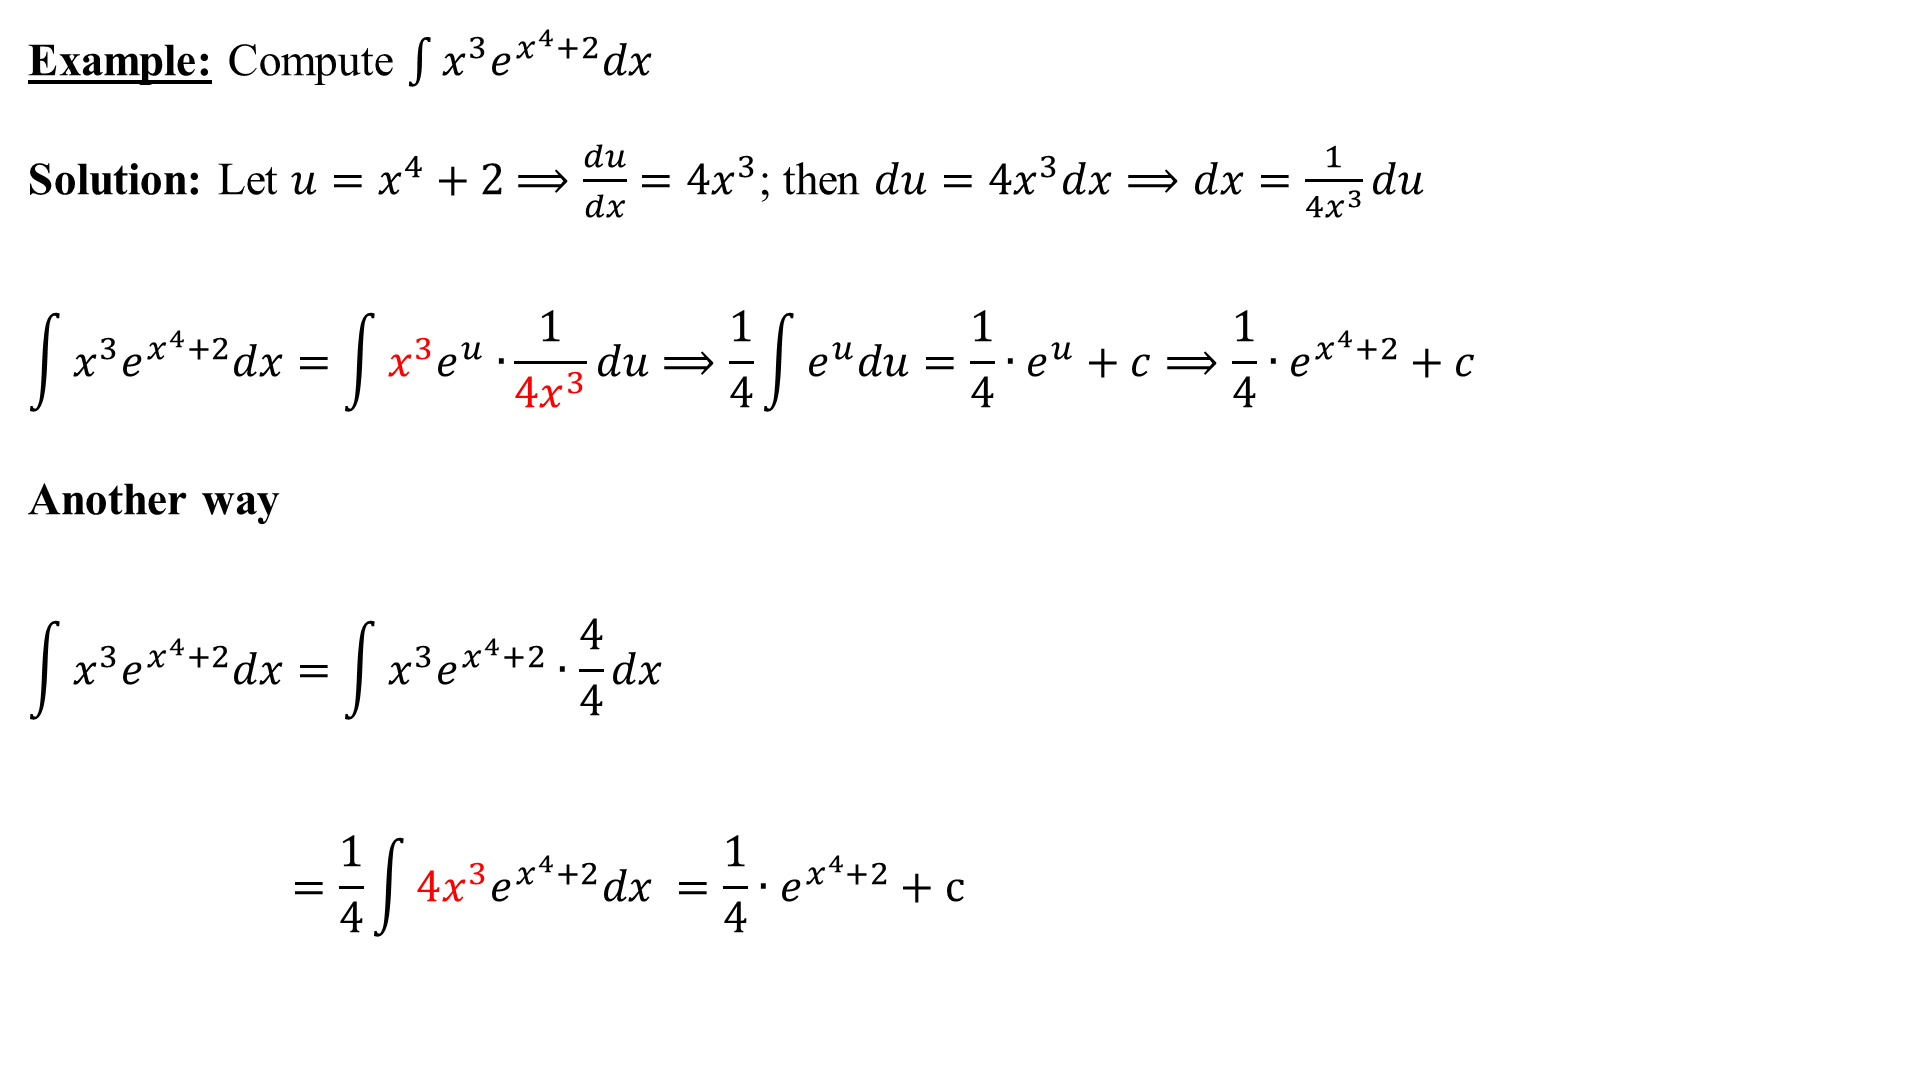 Example: Compute ∫ x³e^(x⁴+2) dx
Solution: Let u = x⁴ + 2 ⟹ du/dx = 4x³; then du = 4x³dx ⟹ dx = 1/(4x³) du
∫ x³e^(x⁴+2) dx = ∫ x³e^u · 1/(4x³) du ⟹ 1/4 ∫ e^u du = 1/4 · e^u + c ⟹ 1/4 · e^(x⁴+2) + c
Another way
∫ x³e^(x⁴+2) dx = ∫ x³e^(x⁴+2) · 4/4 dx
= 1/4 ∫ 4x³e^(x⁴+2) dx = 1/4 · e^(x⁴+2) + c